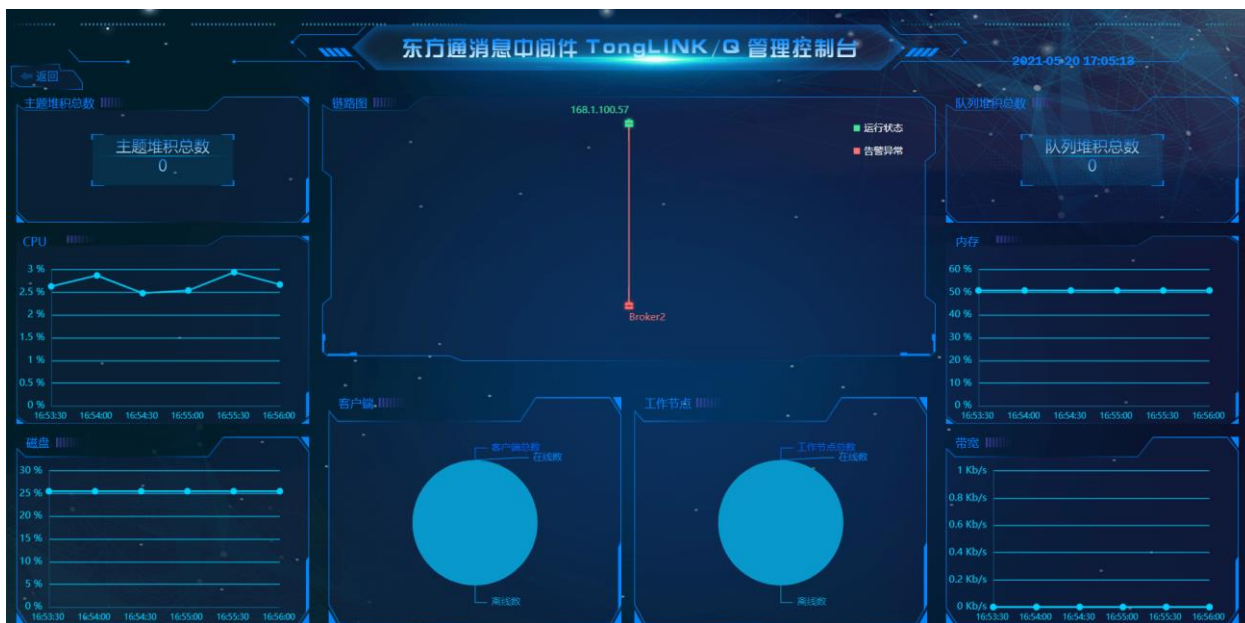 东方通消息中间件 TongLINK/Q 管理控制台
2021-05-20 17:05:18
返回
主题堆积总数
主题堆积总数
0
链路图
168.1.100.57
运行状态
告警异常
Broker2
队列堆积总数
队列堆积总数
0
CPU
3 %
2.5 %
2 %
1.5 %
1 %
0.5 %
0 %
16:53:30 16:54:00 16:54:30 16:55:00 16:55:30 16:56:00
内存
60 %
50 %
40 %
30 %
20 %
10 %
0 %
16:53:30 16:54:00 16:54:30 16:55:00 16:55:30 16:56:00
磁盘
30 %
25 %
20 %
15 %
10 %
5 %
0 %
16:53:30 16:54:00 16:54:30 16:55:00 16:55:30 16:56:00
客户端
客户端总数
在线数
离线数
工作节点
工作节点总数
在线数
离线数
带宽
1 Kb/s
0.8 Kb/s
0.6 Kb/s
0.4 Kb/s
0.2 Kb/s
0 Kb/s
16:53:30 16:54:00 16:54:30 16:55:00 16:55:30 16:56:00